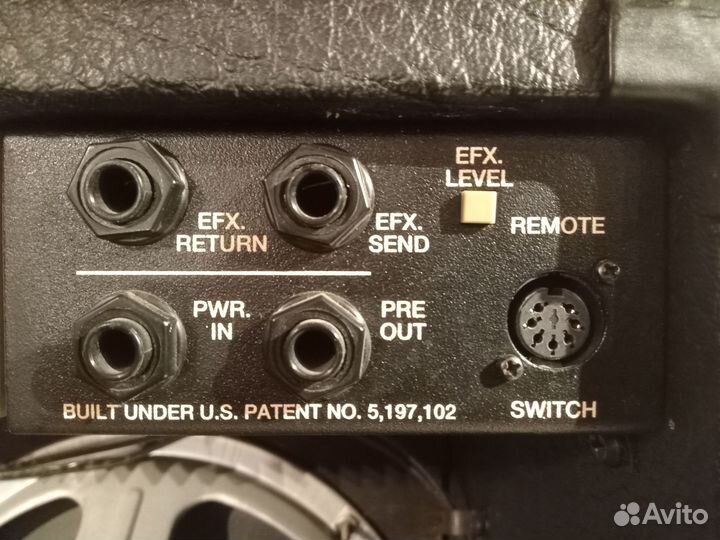 EFX.
RETURN
EFX.
SEND
EFX.
LEVEL
REMOTE
PWR.
IN
PRE
OUT
SWITCH
BUILT UNDER U.S. PATENT NO. 5,197,102
Avito